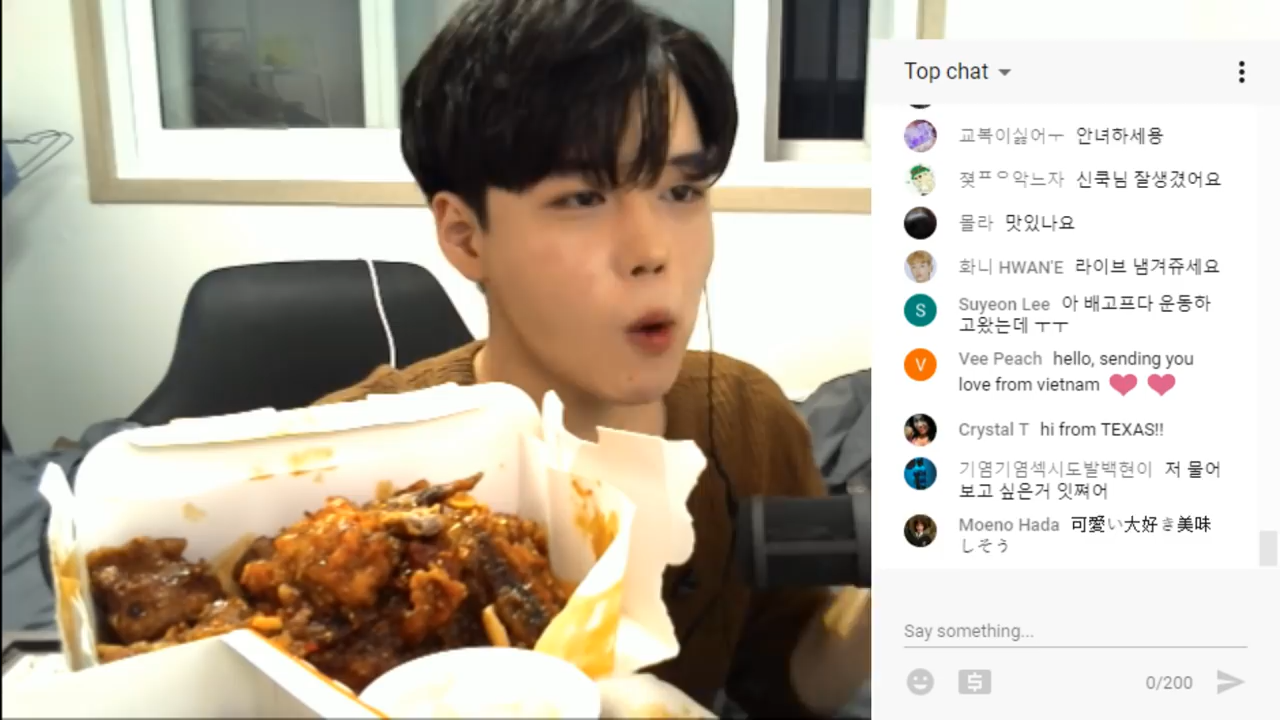 Top chat
교복이싫어ㅜ 안녀하세용
줮ㅍㅇ악느자 신쿡님 잘생겼어요
몰라 맛있나요
화니 HWAN'E 라이브 냄겨쥬세요
Suyeon Lee 아 배고프다 운동하
고왔는데 ㅜㅜ
Vee Peach hello, sending you
love from vietnam
Crystal T hi from TEXAS!!
기염기염섹시도발백현이 저 물어
보고 싶은거 잇쪄어
Moeno Hada 可愛い大好き美味
しそう
Say something...
0/200
S
V